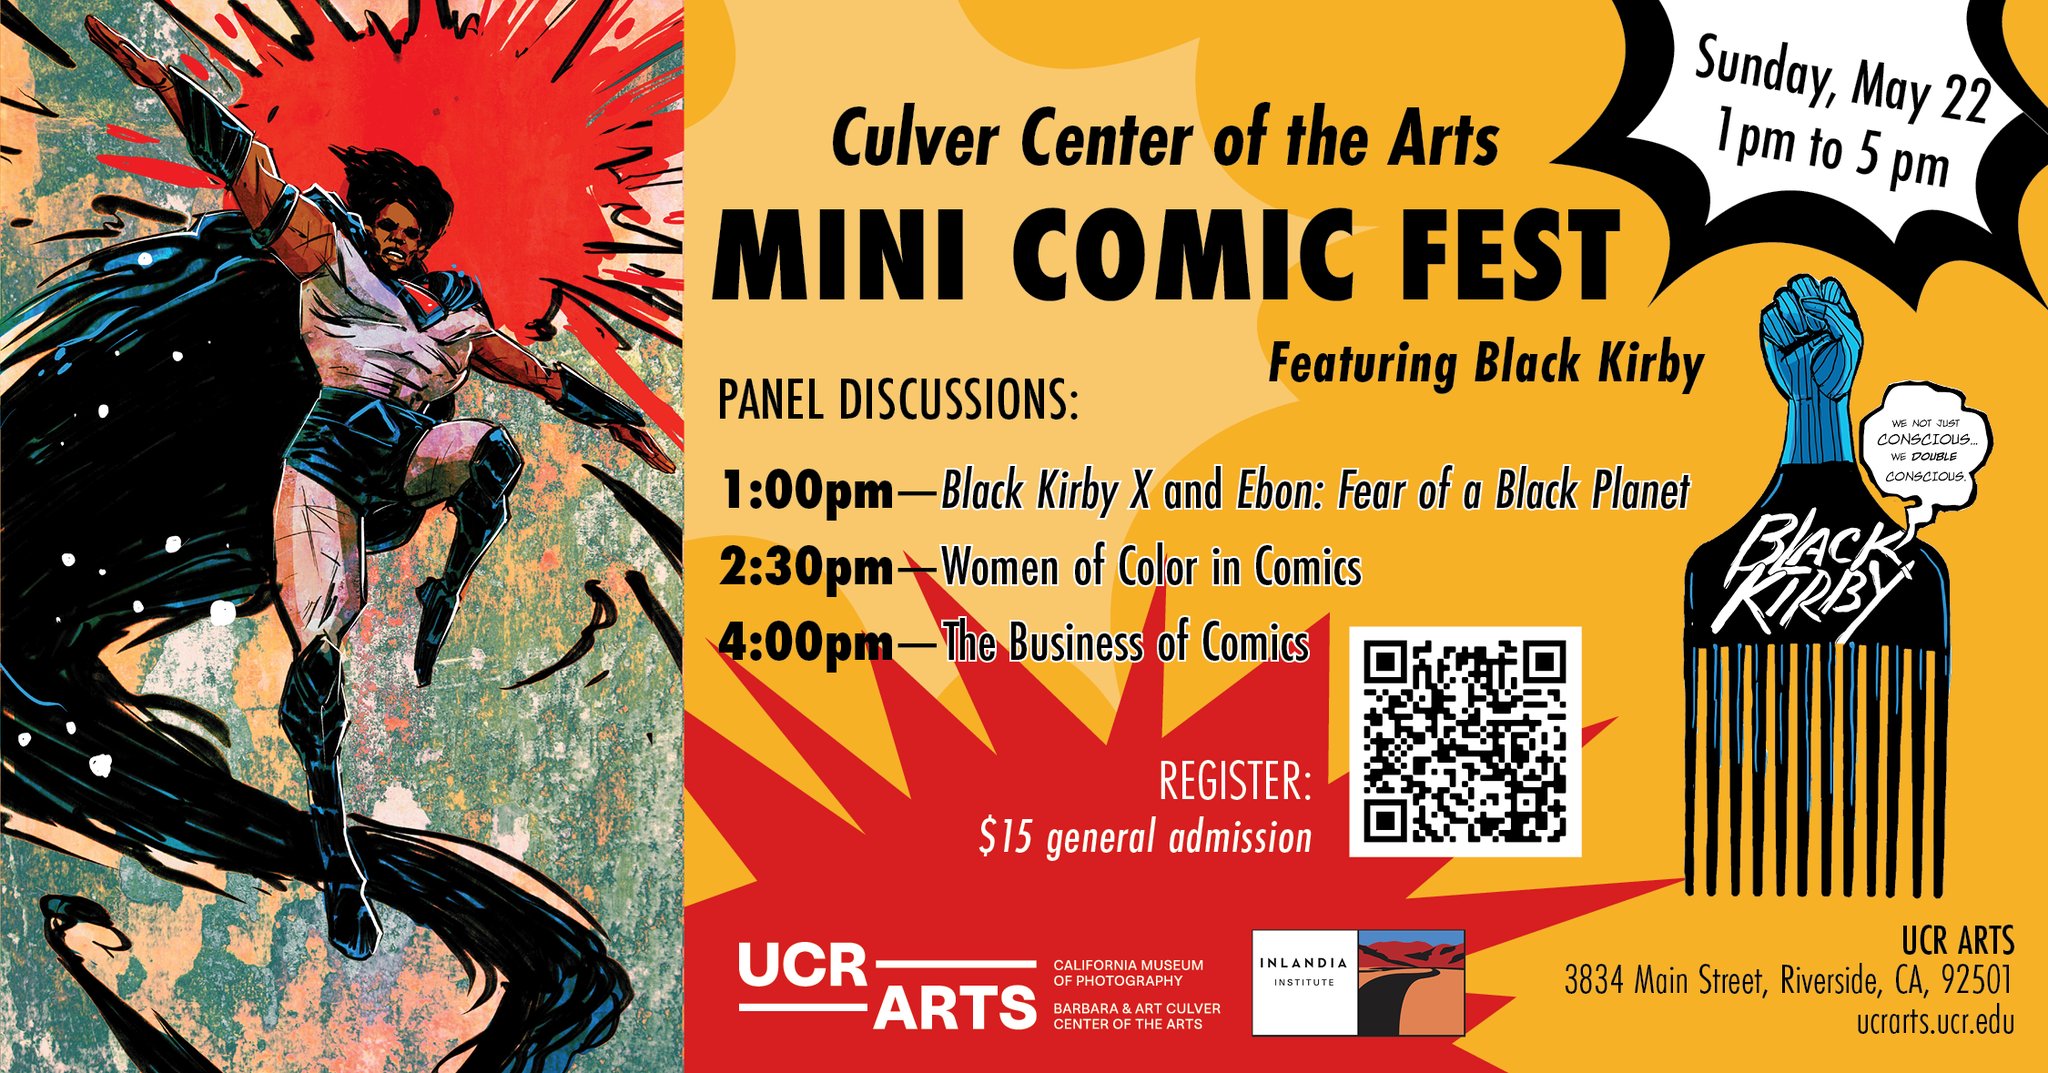 Sunday, May 22
1pm to 5 pm
Culver Center of the Arts
MINI COMIC FEST
Featuring Black Kirby
PANEL DISCUSSIONS:
1:00pm—Black Kirby X and Ebon: Fear of a Black Planet
2:30pm—Women of Color in Comics
4:00pm—The Business of Comics
WE NOT JUST
CONSCIOUS...
WE DOUBLE
CONSCIOUS.
BLACK
KIRBY
REGISTER:
$15 general admission
UCR
ARTS
CALIFORNIA MUSEUM
OF PHOTOGRAPHY
BARBARA & ART CULVER
CENTER OF THE ARTS
INLANDIA
INSTITUTE
UCR ARTS
3834 Main Street, Riverside, CA, 92501
ucrarts.ucr.edu